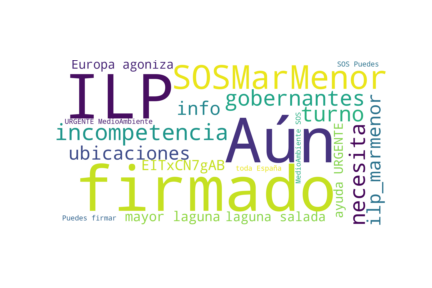 Europa agoniza
SOS Puedes
ILP
SOSMarMenor
info
gobernantes
turno
URGENTE MedioAmbiente
incompetencia
Aún
ubicaciones
EITxCN7gAB
toda España
MedioAmbiente SOS
ayuda URGENTE
necesita
ilp_marmenor
firmado
Puedes firmar
mayor laguna
laguna salada